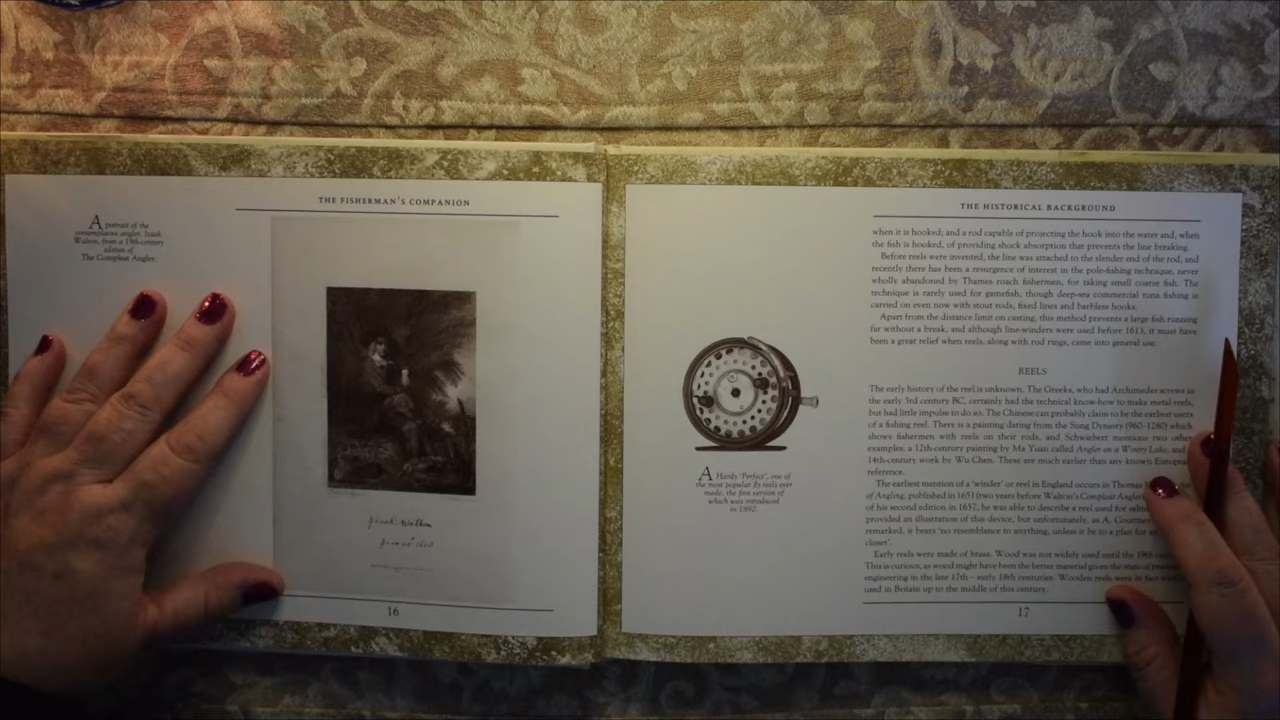 THE FISHERMAN'S COMPANION
A portrait of the
contemplative angler, Izaak
Walton, from a 19th-century
edition of
The Compleat Angler.
16
THE HISTORICAL BACKGROUND
when it is hooked; and a rod capable of projecting the hook into the water and, when
the fish is hooked, of providing shock absorption that prevents the line breaking.
Before reels were invented, the line was attached to the slender end of the rod, and
recently there has been a resurgence of interest in the pole-fishing technique, never
wholly abandoned by Thames roach fishermen, for taking small coarse fish. The
technique is rarely used for gamefish, though deep-sea commercial tuna fishing is
carried on even now with stout rods, fixed lines and barbless hooks.
Apart from the distance limit on casting, this method prevents a large fish running
far without a break, and although line-winders were used before 1613, it must have
been a great relief when reels, along with rod rings, came into general use.
REELS
The early history of the reel is unknown. The Greeks, who had Archimedes screws in
the early 3rd century BC, certainly had the technical know-how to make metal reels,
but had little impulse to do so. The Chinese can probably claim to be the earliest users
of a fishing reel. There is a painting dating from the Sung Dynasty (960–1280) which
shows fishermen with reels on their rods, and Schwiebert mentions two other
examples, a 12th-century painting by Ma Yuan called Angler on a Wintry Lake, and
14th-century work by Wu Chen. These are much earlier than any known
reference.
The earliest mention of a 'winder' or reel in England occurs in Thomas
of Angling, published in 1651 (two years before Walton's Compleat Angler)
of his second edition in 1657, he was able to describe a reel used for
provided an illustration of this device, but unfortunately, as A.
remarked, it bears 'no resemblance to anything, unless it be to a plan for
closet'.
Early reels were made of brass. Wood was not widely used until the 19th
This is curious, as wood might have been the better material given the state of
engineering in the late 17th – early 18th centuries. Wooden reels were in fact
used in Britain up to the middle of this century.
A Hardy 'Perfect', one of
the most popular fly reels ever
made, the first version of
which was introduced
in 1892.
17